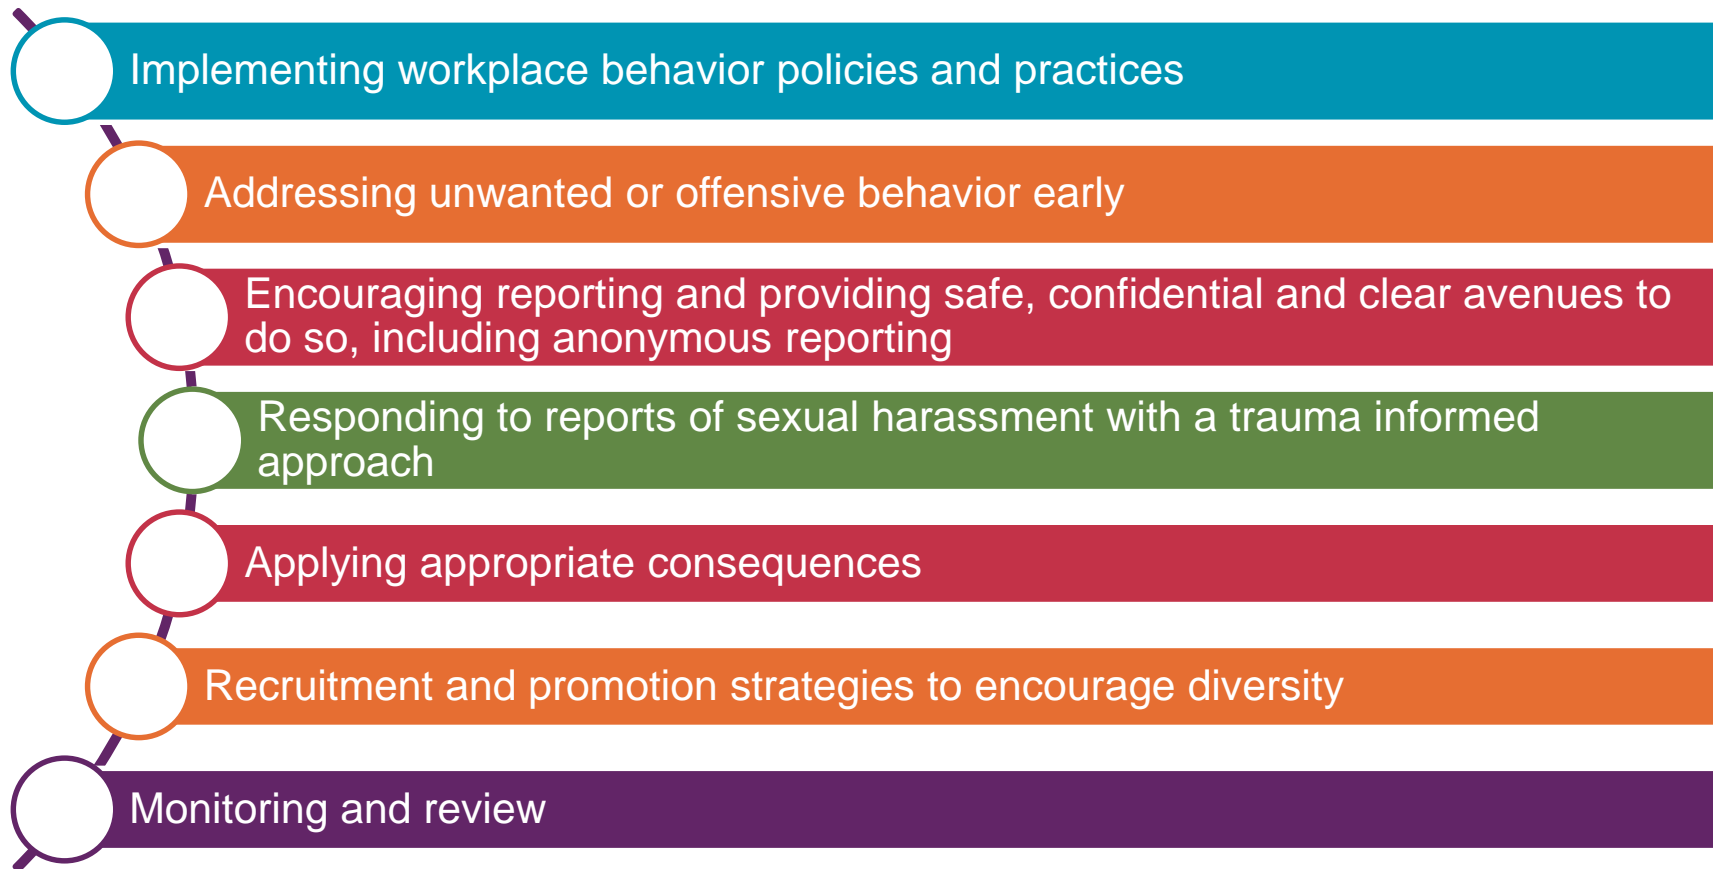 Implementing workplace behavior policies and practices
Addressing unwanted or offensive behavior early
Encouraging reporting and providing safe, confidential and clear avenues to
do so, including anonymous reporting
Responding to reports of sexual harassment with a trauma informed
approach
Applying appropriate consequences
Recruitment and promotion strategies to encourage diversity
Monitoring and review